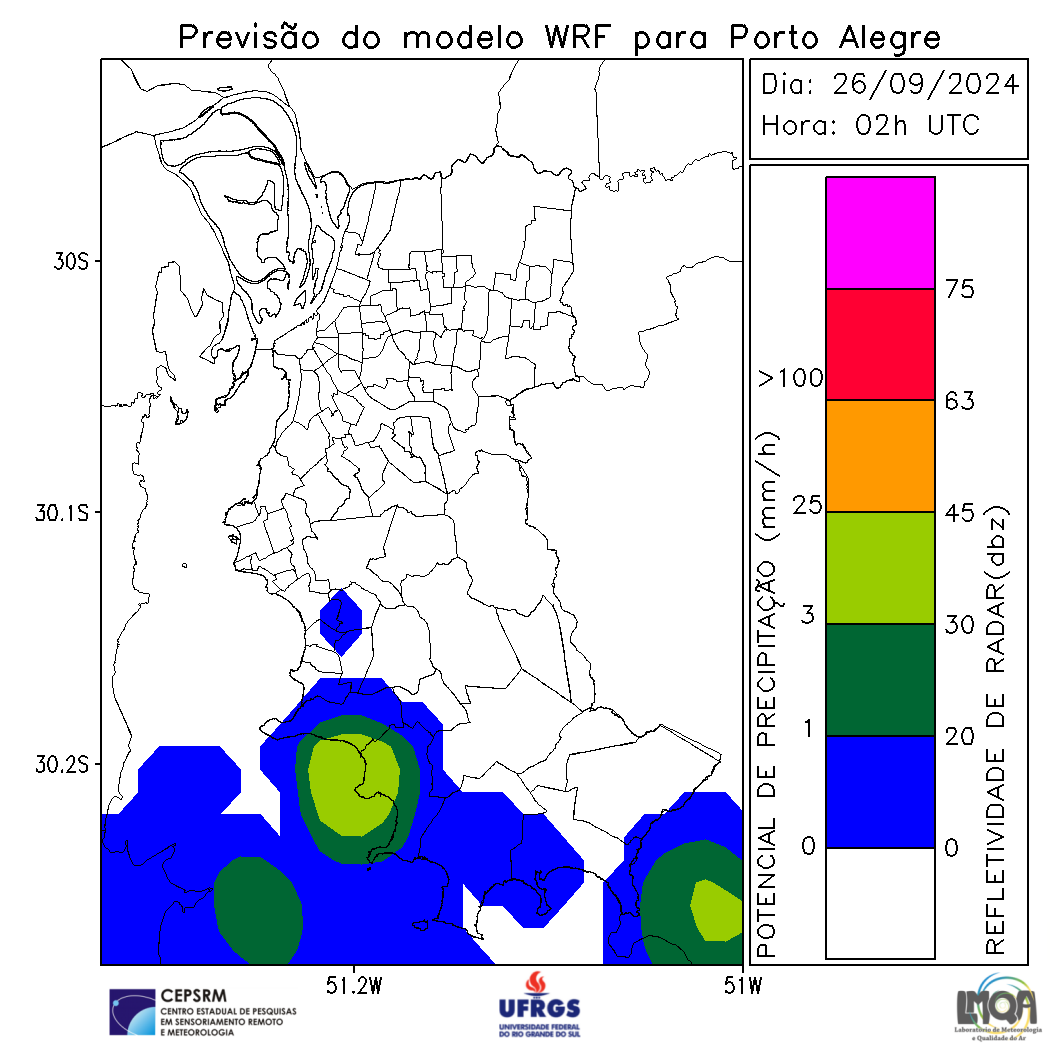 Previsão do modelo WRF para Porto Alegre
Dia: 26/09/2024
Hora: 02h UTC
30S
30.1S
30.2S
51.2W
51W
POTENCIAL DE PRECIPITAÇÃO (mm/h)
>100
25
3
1
0
75
63
45
30
20
0
REFLETIVIDADE DE RADAR(dbz)
CEPSRM
CENTRO ESTADUAL DE PESQUISAS
EM SENSORIAMENTO REMOTO
E METEOROLOGIA
UFRGS
UNIVERSIDADE FEDERAL
DO RIO GRANDE DO SUL
LMQA
Laboratório de Meteorologia
e Qualidade do Ar